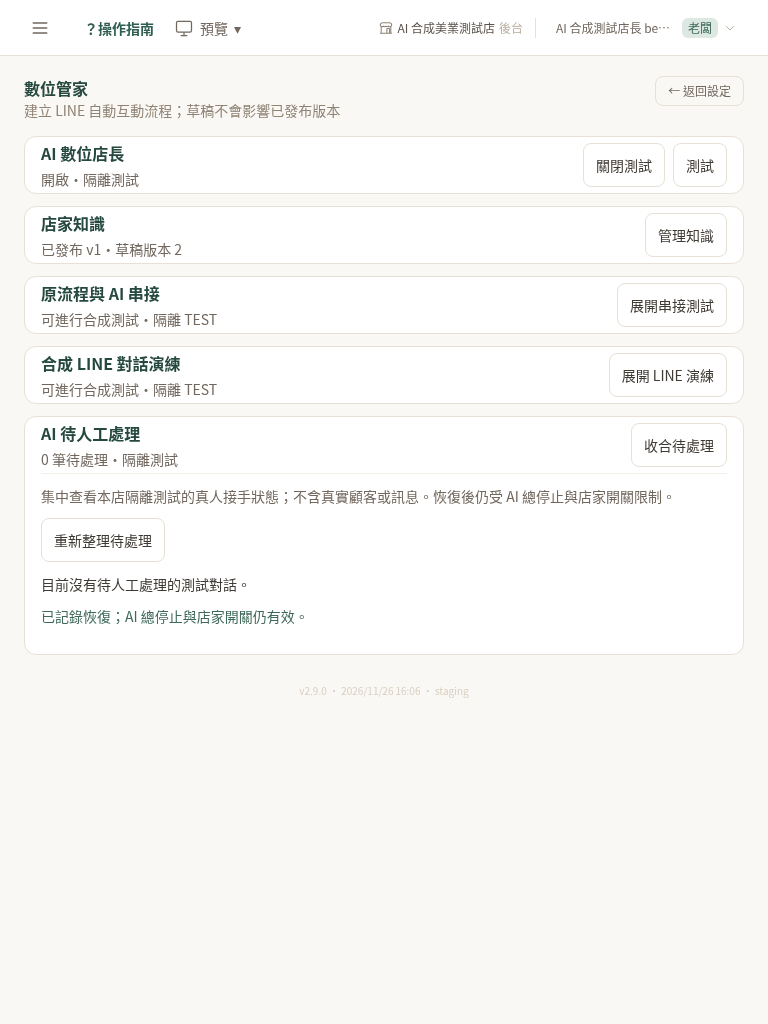 ？操作指南 預覽 ▾ AI 合成美業測試店 後台 AI 合成測試店長 be⋯ 老闆
數位管家
← 返回設定
建立 LINE 自動互動流程；草稿不會影響已發布版本
AI 數位店長
開啟・隔離測試
關閉測試 測試
店家知識
已發布 v1・草稿版本 2
管理知識
原流程與 AI 串接
可進行合成測試・隔離 TEST
展開串接測試
合成 LINE 對話演練
可進行合成測試・隔離 TEST
展開 LINE 演練
AI 待人工處理
0 筆待處理・隔離測試
收合待處理
集中查看本店隔離測試的真人接手狀態；不含真實顧客或訊息。恢復後仍受 AI 總停止與店家開關限制。
重新整理待處理
目前沒有待人工處理的測試對話。
已記錄恢復；AI 總停止與店家開關仍有效。
v2.9.0 ・ 2026/11/26 16:06 ・ staging